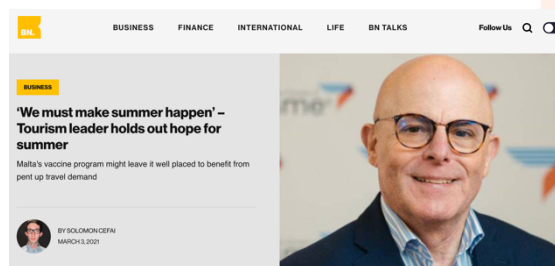 BN.
BUSINESS FINANCE INTERNATIONAL LIFE BN TALKS Follow Us
BUSINESS
‘We must make summer happen’ –
Tourism leader holds out hope for
summer
Malta's vaccine program might leave it well placed to benefit from
pent up travel demand
BY SOLOMON CEFAI
MARCH 3, 2021